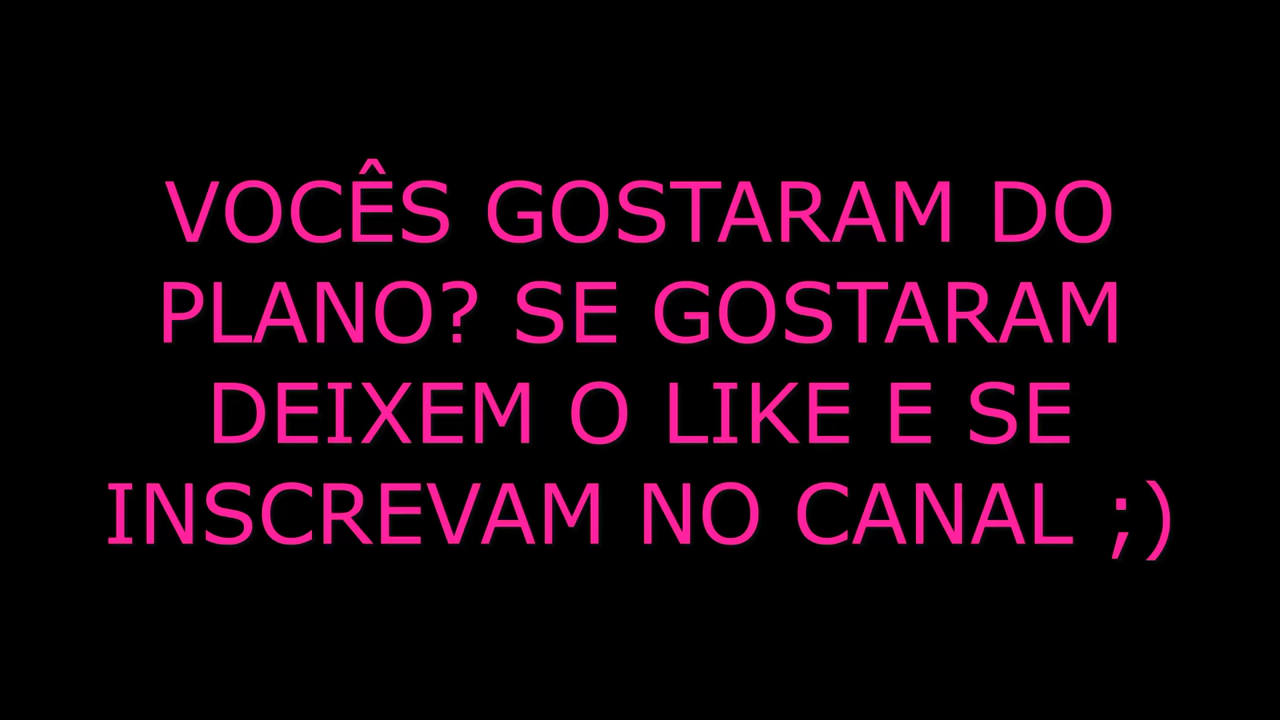 VOCÊS GOSTARAM DO
PLANO? SE GOSTARAM
DEIXEM O LIKE E SE
INSCREVAM NO CANAL ;)